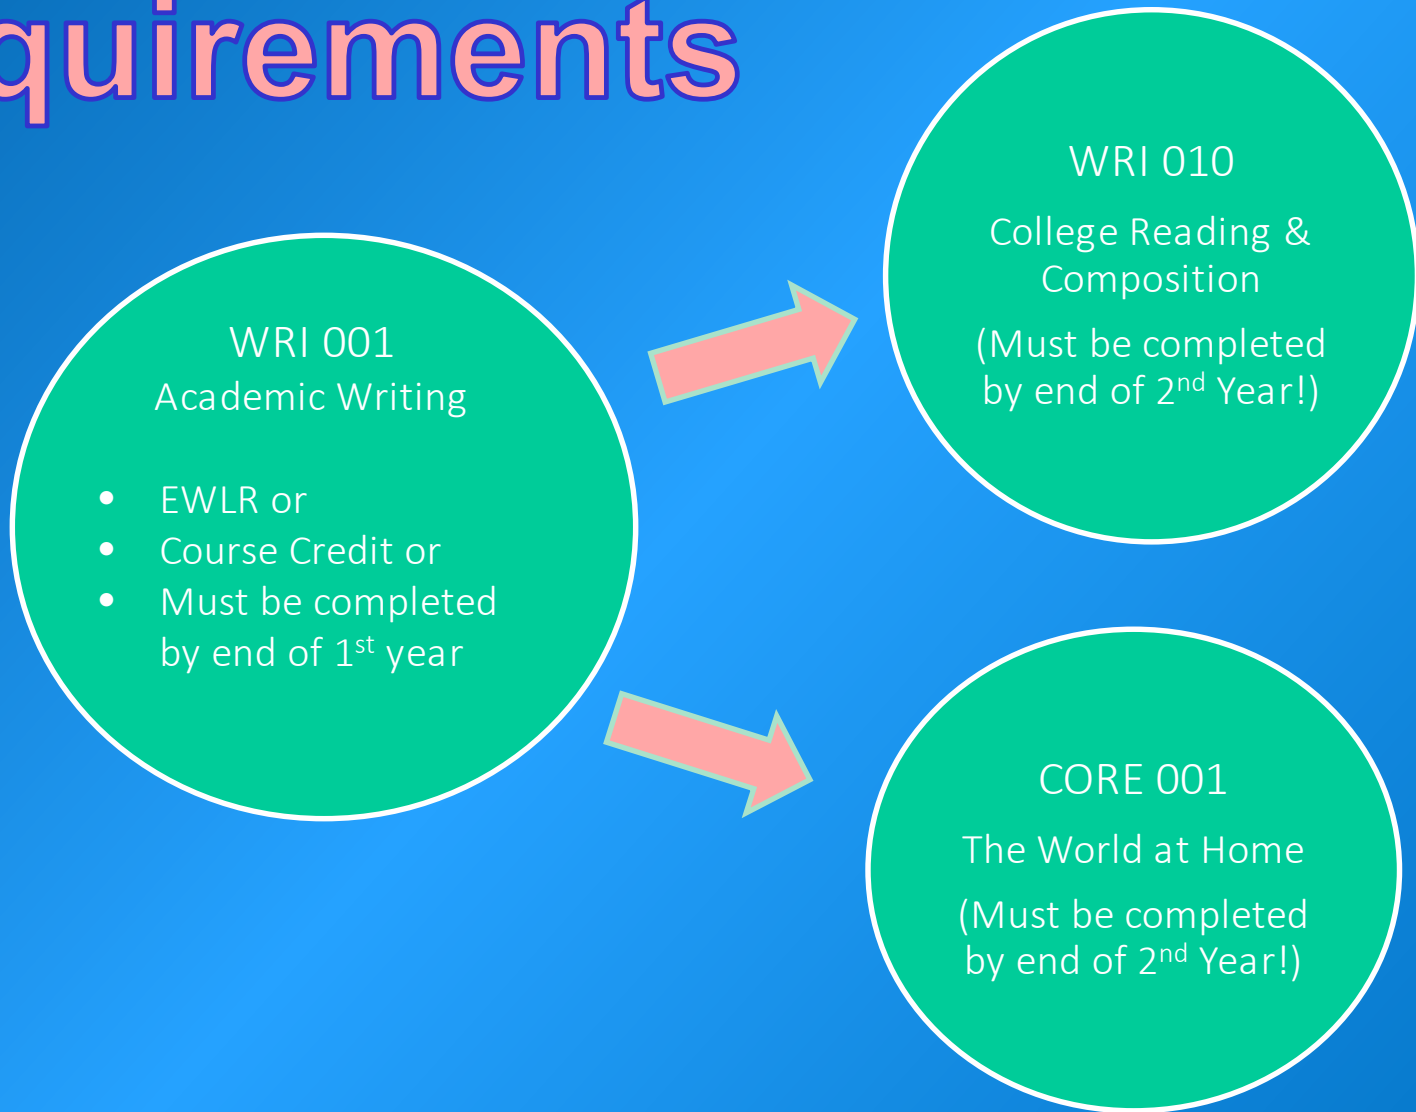 quirements
WRI 001
Academic Writing
• EWLR or
• Course Credit or
• Must be completed
by end of 1st year
WRI 010
College Reading &
Composition
(Must be completed
by end of 2nd Year!)
CORE 001
The World at Home
(Must be completed
by end of 2nd Year!)